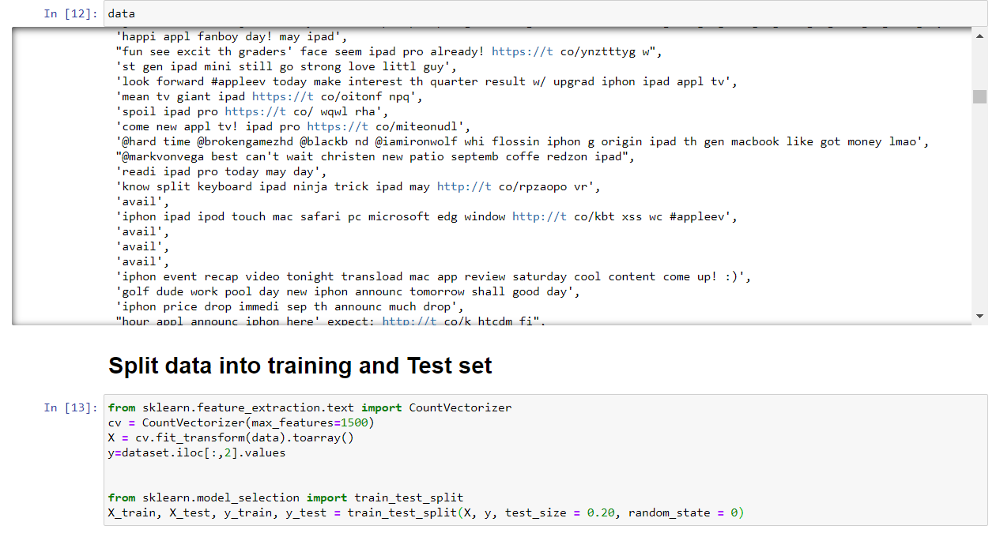 In [12]: data
'happi appl fanboy day! may ipad',
"fun see excit th graders' face seem ipad pro already! https://t co/ynztttyg w",
'st gen ipad mini still go strong love littl guy',
'look forward #appleev today make interest th quarter result w/ upgrad iphon ipad appl tv',
'mean tv giant ipad https://t co/oitonf npq',
'spoil ipad pro https://t co/ wqwl rha',
'come new appl tv! ipad pro https://t co/miteonudl',
'@hard time @brokengamezhd @blackb nd @iamironwolf whi flossin iphon g origin ipad th gen macbook like got money lmao',
"@markvonvega best can't wait christen new patio septemb coffe redzon ipad",
'readi ipad pro today may day',
'know split keyboard ipad ninja trick ipad may http://t co/rpzaopo vr',
'avail',
'iphon ipad ipod touch mac safari pc microsoft edg window http://t co/kbt xss wc #appleev',
'avail',
'avail',
'avail',
'iphon event recap video tonight transload mac app review saturday cool content come up! :)',
'golf dude work pool day new iphon announc tomorrow shall good day',
'iphon price drop immedi sep th announc much drop',
"hour appl announc iphon here' expect: http://t co/k htcdm fi",
Split data into training and Test set
In [13]: from sklearn.feature_extraction.text import CountVectorizer
cv = CountVectorizer(max_features=1500)
X = cv.fit_transform(data).toarray()
y=dataset.iloc[:,2].values
from sklearn.model_selection import train_test_split
X_train, X_test, y_train, y_test = train_test_split(X, y, test_size = 0.20, random_state = 0)